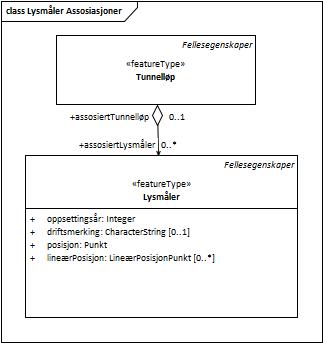 class Lysmåler Assosiasjoner
Fellesegenskaper
«featureType»
Tunnelløp
+assosiertTunnelløp 0..1
+assosiertLysmåler 0..*
Fellesegenskaper
«featureType»
Lysmåler
+ oppsettingsår: Integer
+ driftsmerking: CharacterString [0..1]
+ posisjon: Punkt
+ lineærPosisjon: LineærPosisjonPunkt [0..*]